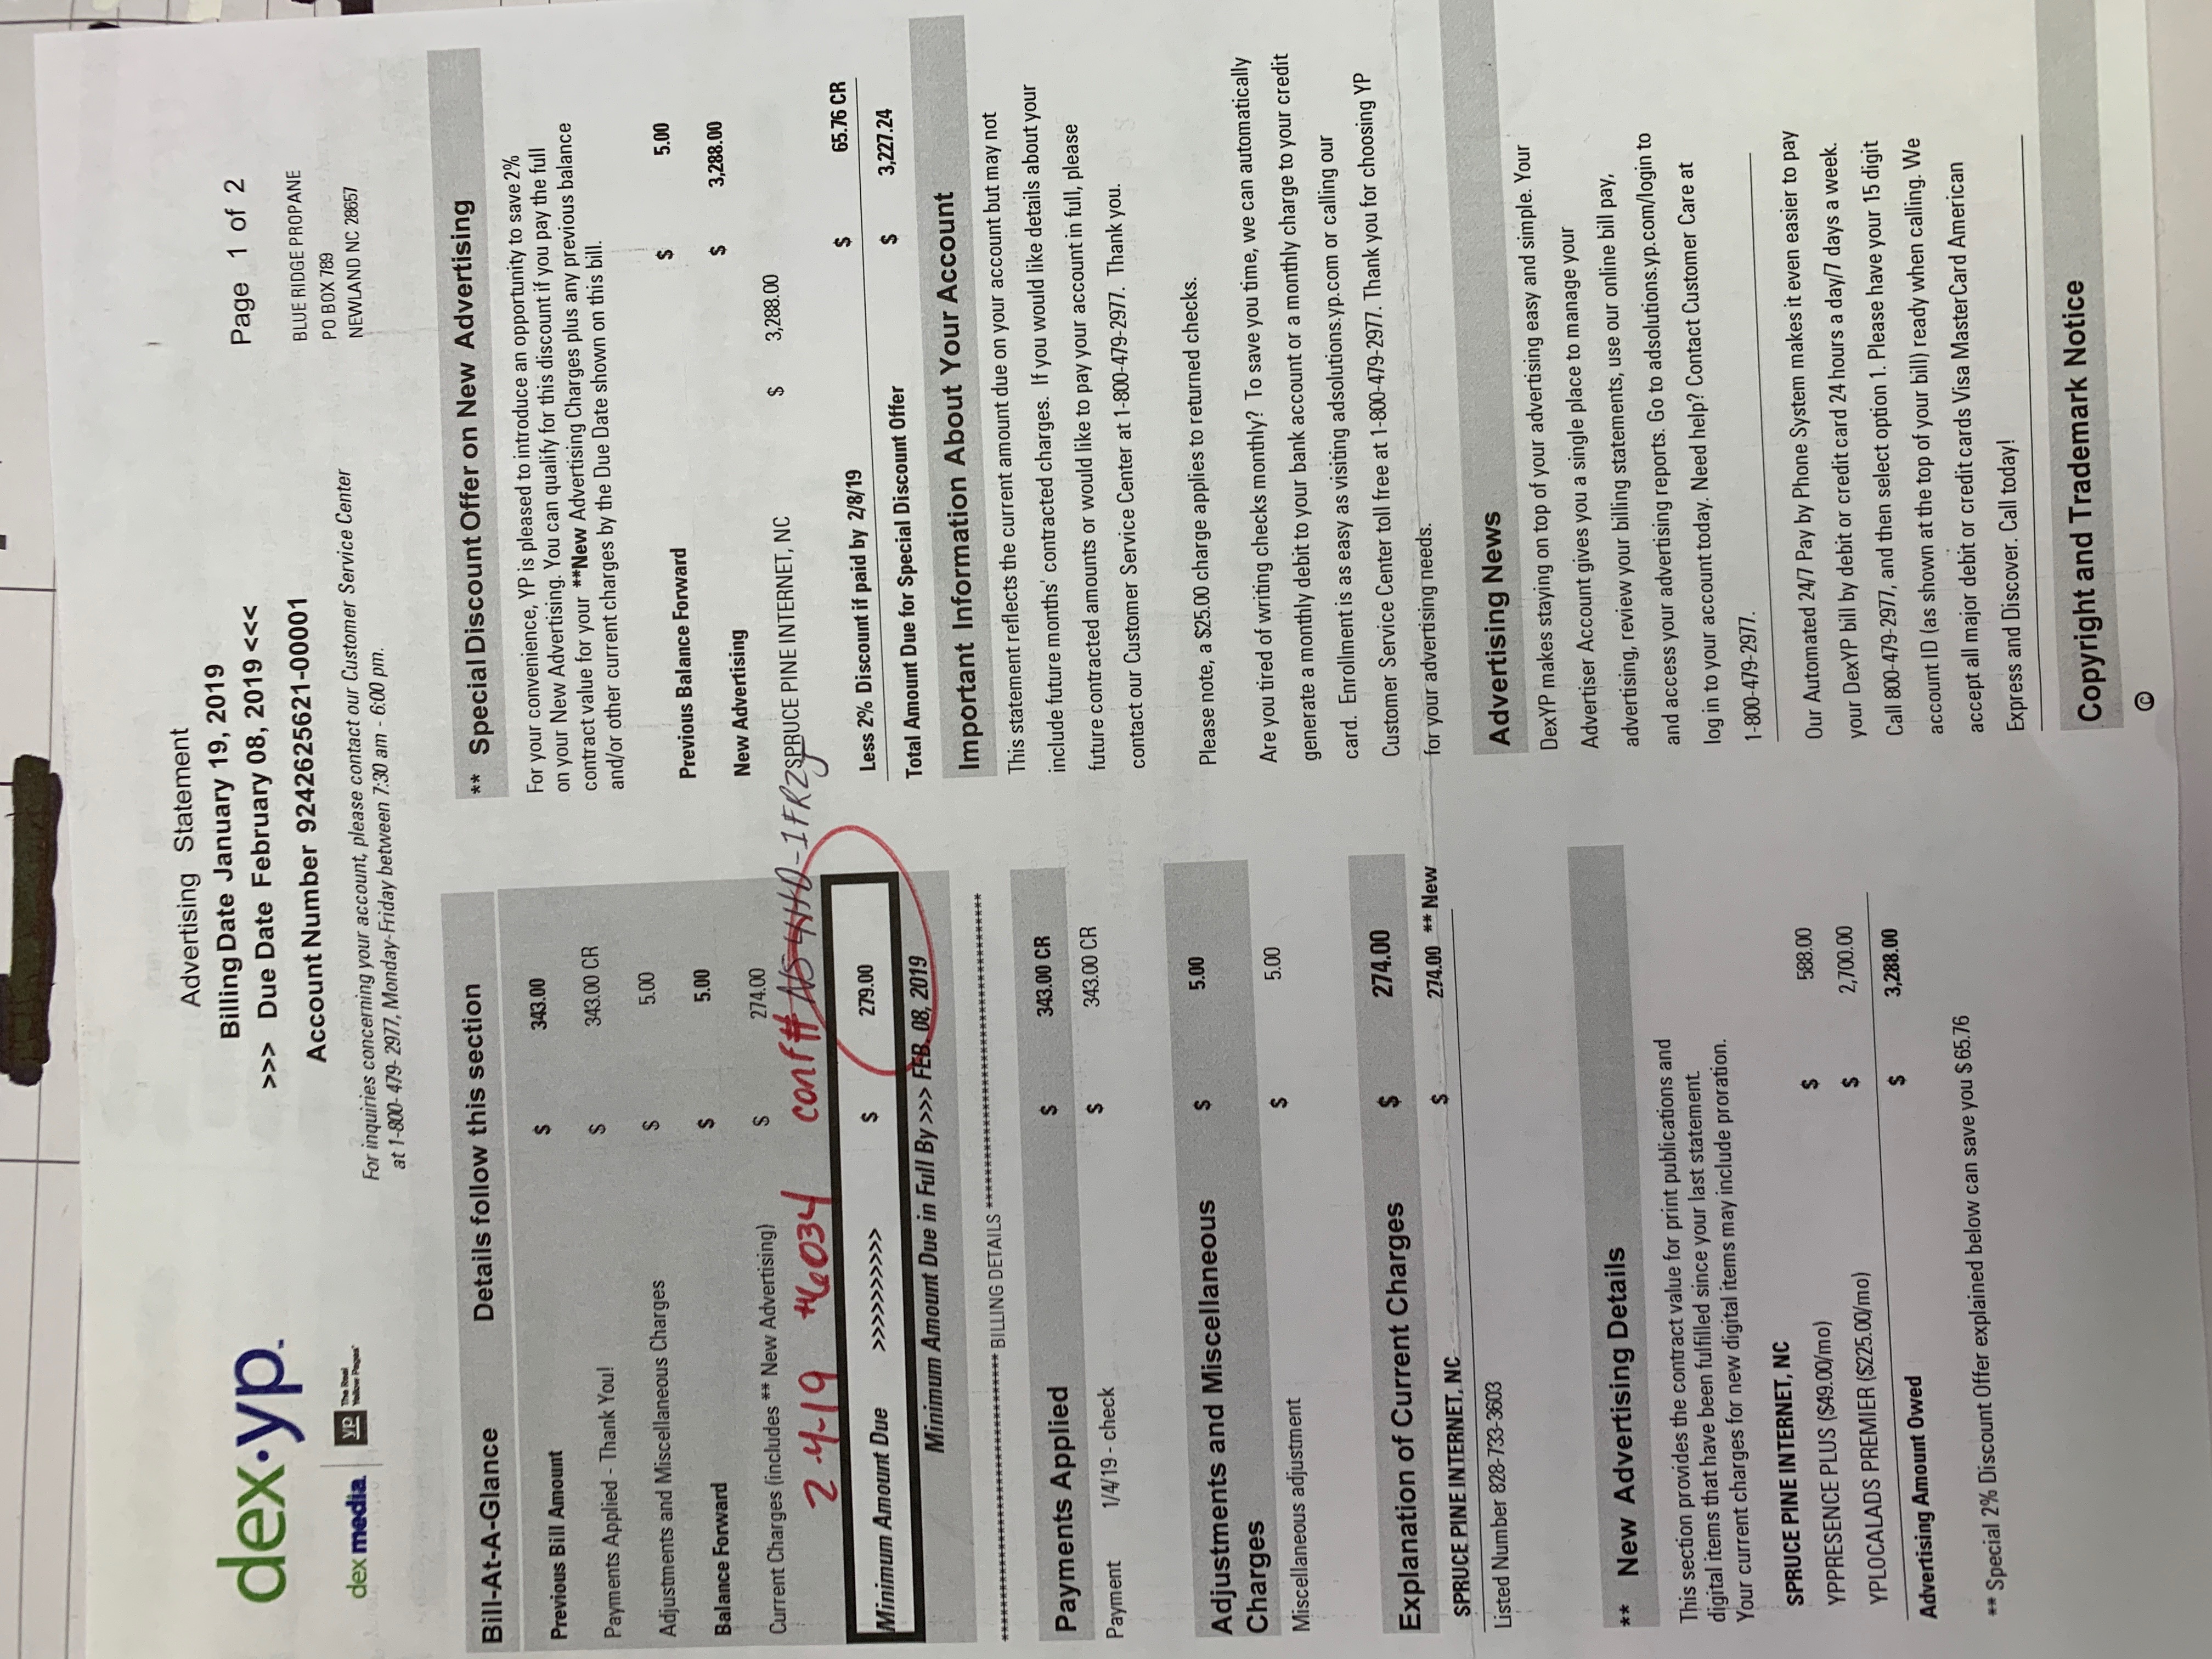 Advertising Statement
Billing Date January 19, 2019
>>> Due Date February 08, 2019 <<<
Account Number 9242625621-00001
For inquiries concerning your account, please contact our Customer Service Center
at 1-800-479-2977, Monday-Friday between 7:30 am - 6:00 pm.
dex·yp.
dex media
yp The Real
Yellow Pages
Page 1 of 2
BLUE RIDGE PROPANE
PO BOX 789
NEWLAND NC 28657
Bill-At-A-Glance Details follow this section
Previous Bill Amount $ 343.00
Payments Applied - Thank You! $ 343.00 CR
Adjustments and Miscellaneous Charges $ 5.00
Balance Forward $ 5.00
Current Charges (includes ** New Advertising) $ 274.00
2-4-19 #6034 conf#
Minimum Amount Due >>>>>>>>>> $ 279.00
Minimum Amount Due in Full By >>> FEB. 08, 2019
*********************************** BILLING DETAILS **************************************
Payments Applied $ 343.00 CR
Payment 1/4/19 - check $ 343.00 CR
Adjustments and Miscellaneous $ 5.00
Charges
Miscellaneous adjustment $ 5.00
Explanation of Current Charges $ 274.00
SPRUCE PINE INTERNET, NC $ 274.00 ** New
Listed Number 828-733-3603
** New Advertising Details
This section provides the contract value for print publications and
digital items that have been fulfilled since your last statement.
Your current charges for new digital items may include proration.
SPRUCE PINE INTERNET, NC
YPPRESENCE PLUS ($49.00/mo) $ 588.00
YPLOCALADS PREMIER ($225.00/mo) $ 2,700.00
Advertising Amount Owed $ 3,288.00
** Special 2% Discount Offer explained below can save you $ 65.76
** Special Discount Offer on New Advertising
For your convenience, YP is pleased to introduce an opportunity to save 2%
on your New Advertising. You can qualify for this discount if you pay the full
contract value for your **New Advertising Charges plus any previous balance
and/or other current charges by the Due Date shown on this bill.
Previous Balance Forward $ 5.00
New Advertising $ 3,288.00
SPRUCE PINE INTERNET, NC $ 3,288.00
Less 2% Discount if paid by 2/8/19 $ 65.76 CR
Total Amount Due for Special Discount Offer $ 3,227.24
Important Information About Your Account
This statement reflects the current amount due on your account but may not
include future months' contracted charges. If you would like details about your
future contracted amounts or would like to pay your account in full, please
contact our Customer Service Center at 1-800-479-2977. Thank you.
Please note, a $25.00 charge applies to returned checks.
Are you tired of writing checks monthly? To save you time, we can automatically
generate a monthly debit to your bank account or a monthly charge to your credit
card. Enrollment is as easy as visiting adsolutions.yp.com or calling our
Customer Service Center toll free at 1-800-479-2977. Thank you for choosing YP
for your advertising needs.
Advertising News
DexYP makes staying on top of your advertising easy and simple. Your
Advertiser Account gives you a single place to manage your
advertising, review your billing statements, use our online bill pay,
and access your advertising reports. Go to adsolutions.yp.com/login to
log in to your account today. Need help? Contact Customer Care at
1-800-479-2977.
Our Automated 24/7 Pay by Phone System makes it even easier to pay
your DexYP bill by debit or credit card 24 hours a day/7 days a week.
Call 800-479-2977, and then select option 1. Please have your 15 digit
account ID (as shown at the top of your bill) ready when calling. We
accept all major debit or credit cards Visa MasterCard American
Express and Discover. Call today!
Copyright and Trademark Notice
©